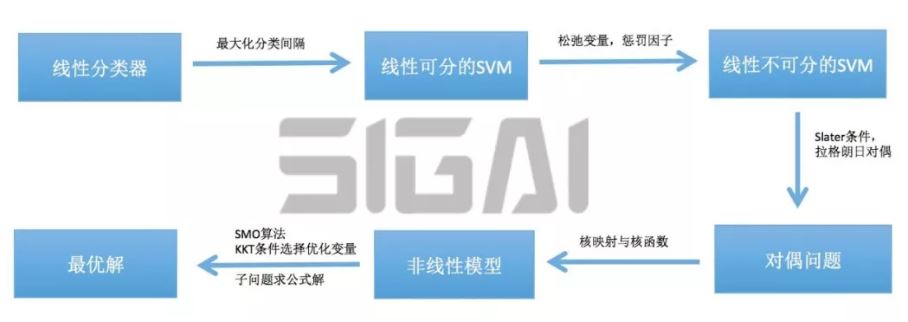 线性分类器
最大化分类间隔
线性可分的SVM
松弛变量，惩罚因子
线性不可分的SVM
Slater条件，
拉格朗日对偶
SIGAI
对偶问题
核映射与核函数
非线性模型
SMO算法
KKT条件选择优化变量
子问题求公式解
最优解